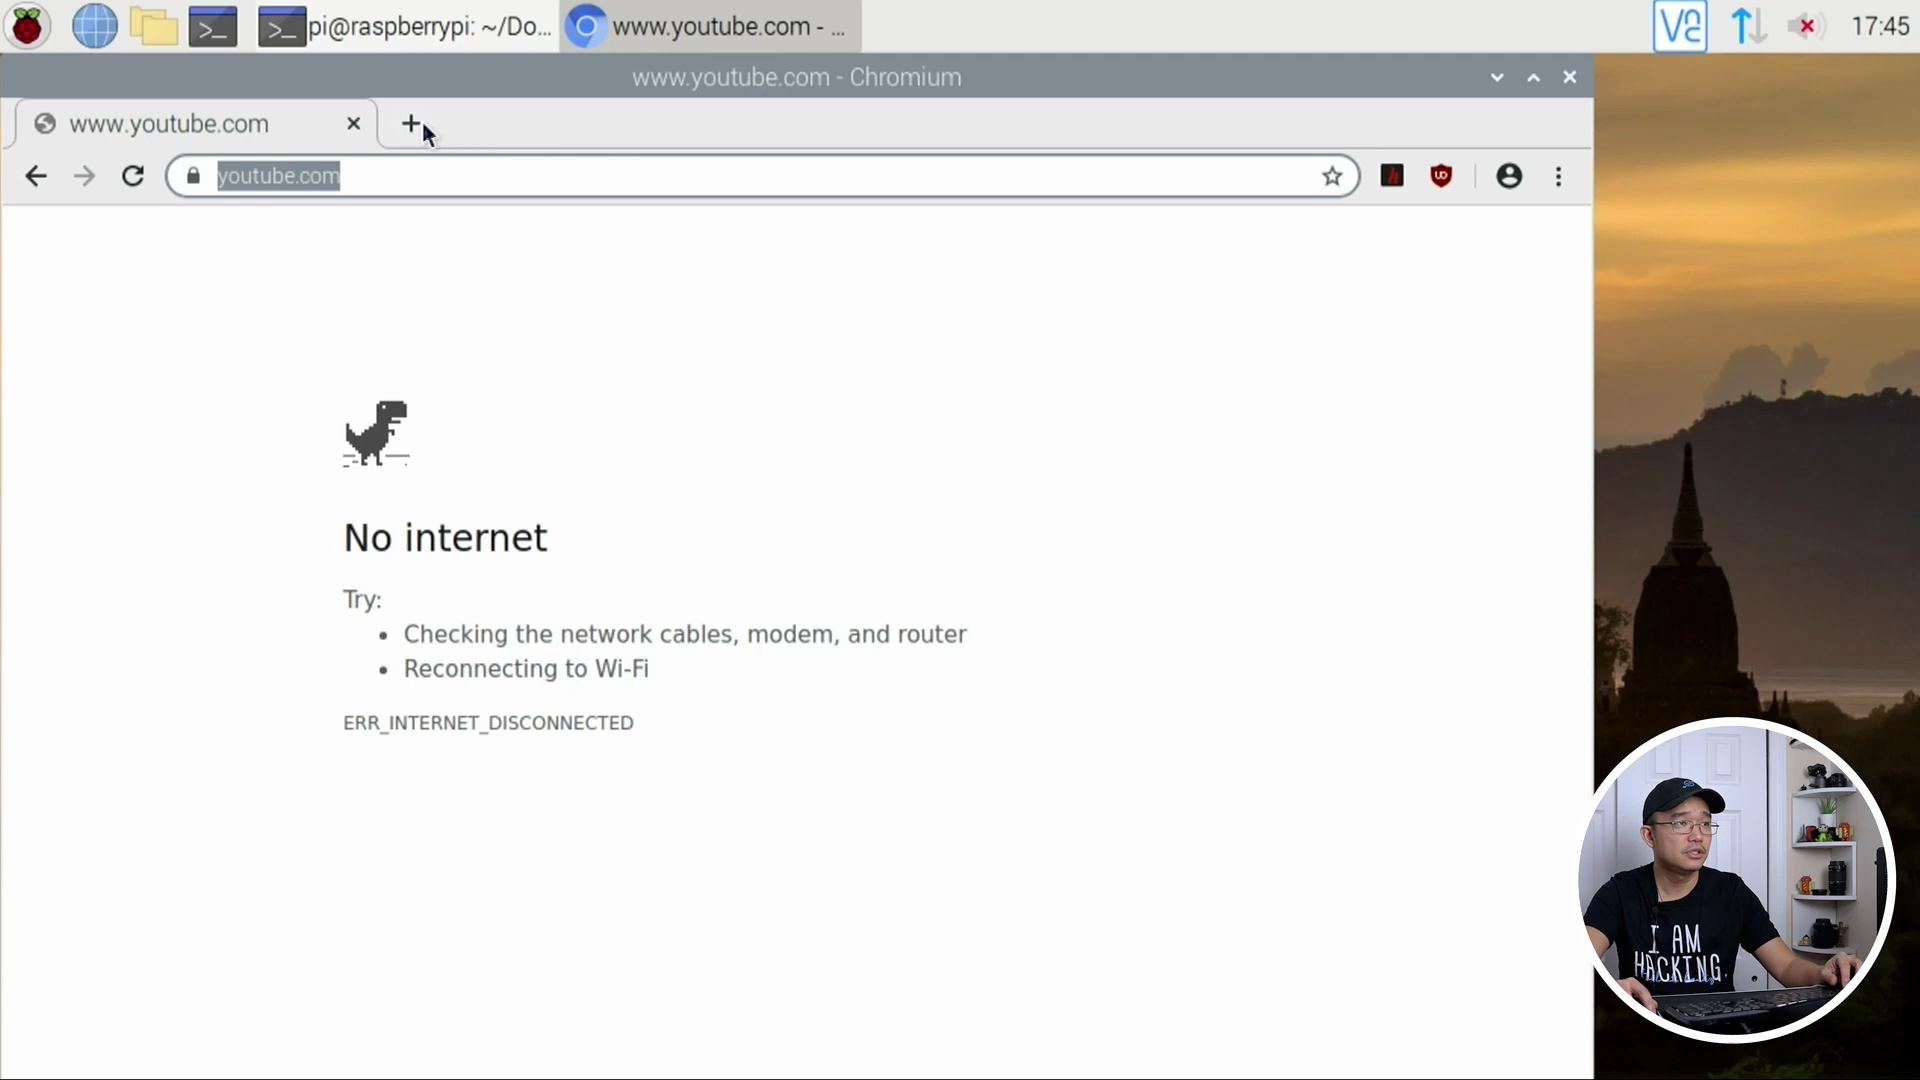 pi@raspberrypi: ~/Do...
www.youtube.com - ...
17:45
www.youtube.com - Chromium
www.youtube.com
youtube.com
No internet
Try:
Checking the network cables, modem, and router
Reconnecting to Wi-Fi
ERR_INTERNET_DISCONNECTED
I AM
HACKING